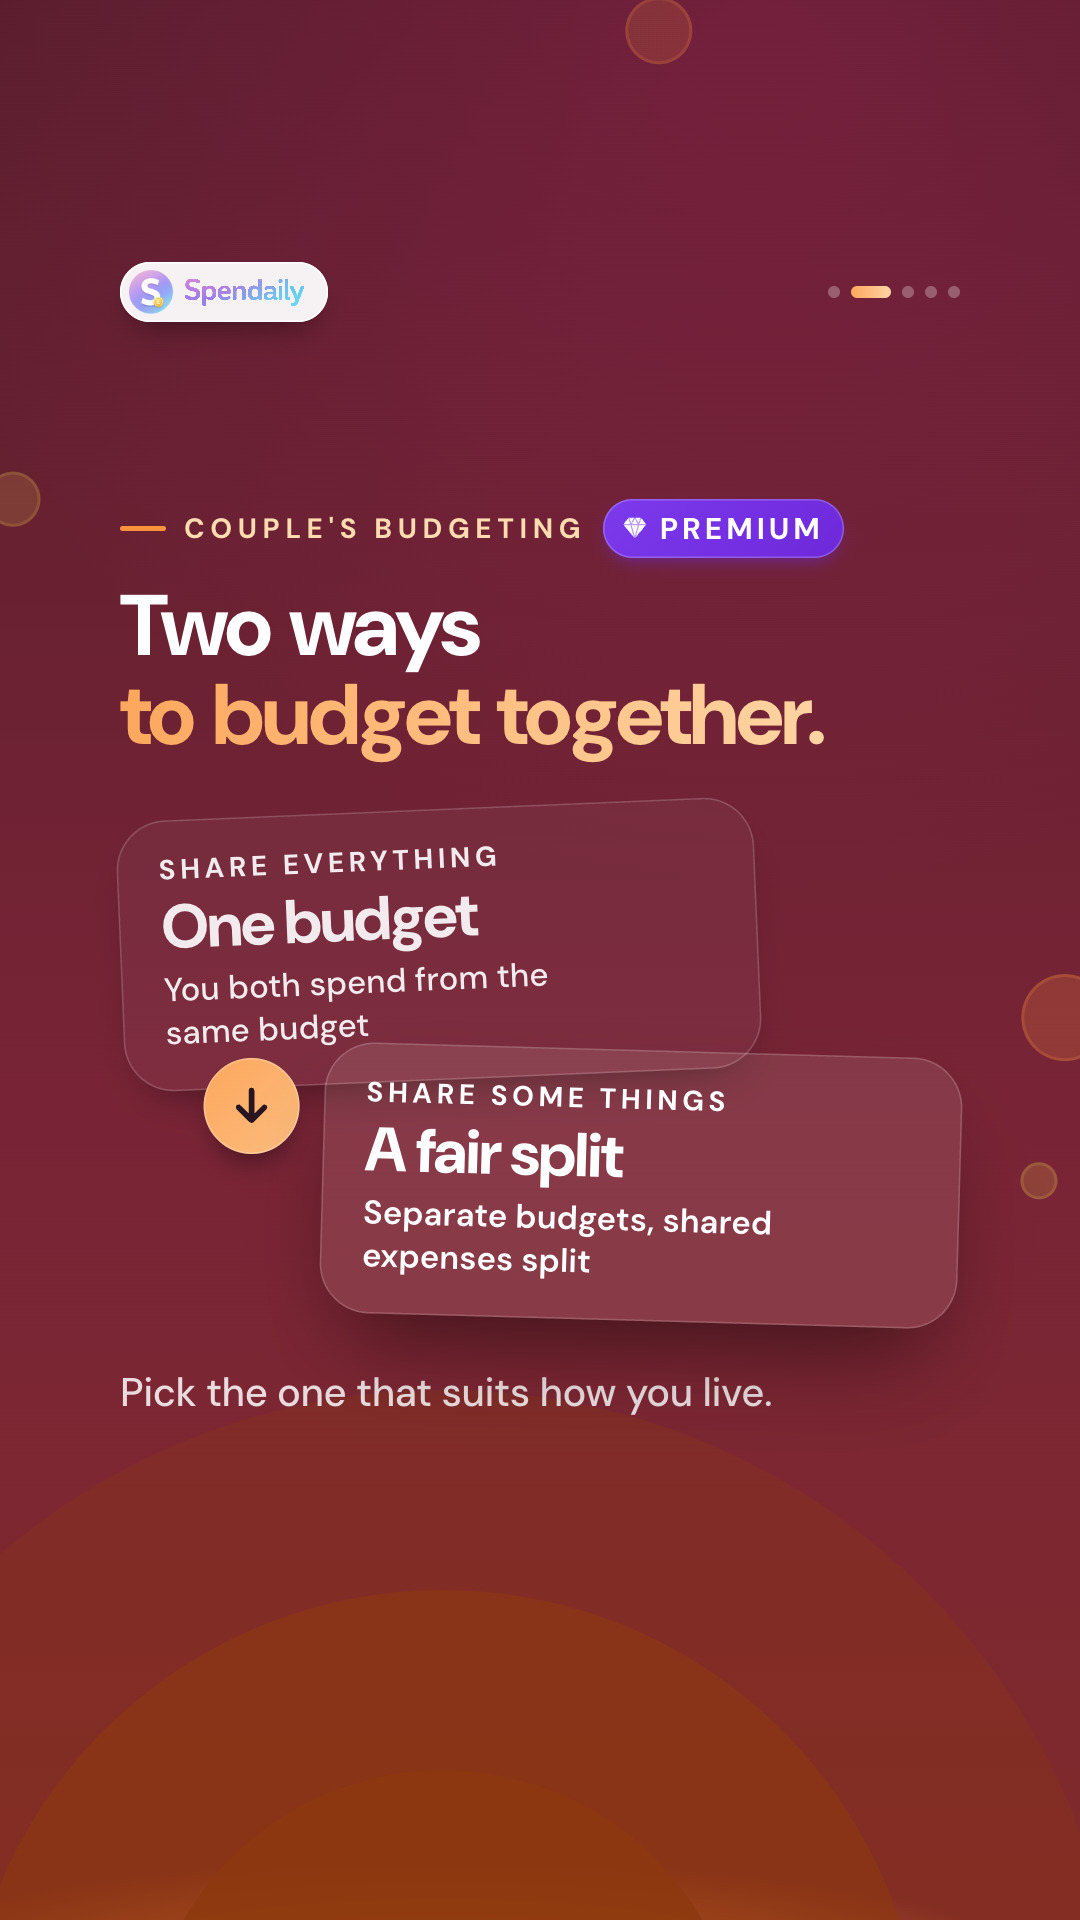 Spendaily
COUPLE'S BUDGETING
PREMIUM
Two ways
to budget together.
SHARE EVERYTHING
One budget
You both spend from the
same budget
SHARE SOME THINGS
A fair split
Separate budgets, shared
expenses split
Pick the one that suits how you live.